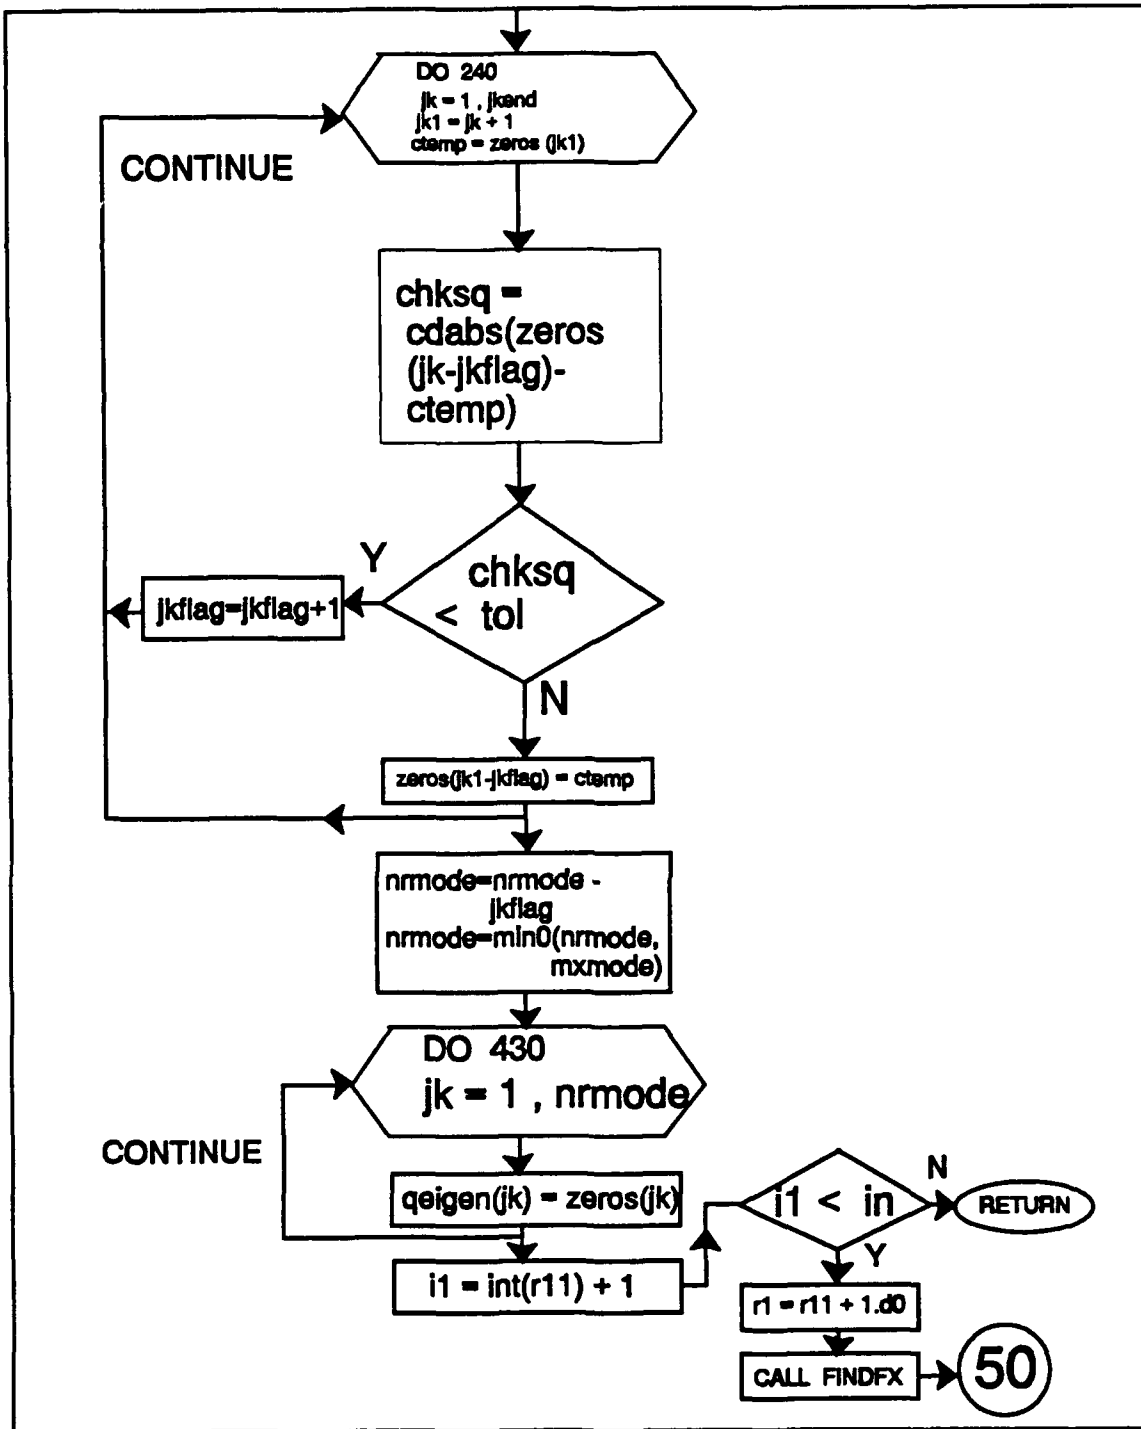 DO 240
jk = 1 , jkend
jk1 = jk + 1
ctemp = zeros (jk1)
CONTINUE
chksq =
cdabs(zeros
(jk-jkflag)-
ctemp)
Y
chksq
< tol
jkflag=jkflag+1
N
zeros(jk1-jkflag) = ctemp
nrmode=nrmode -
jkflag
nrmode=min0(nrmode,
mxmode)
DO 430
jk = 1 , nrmode
CONTINUE
qeigen(jk) = zeros(jk)
i1 = int(r11) + 1
i1 < in
N
RETURN
Y
r1 = r11 + 1.d0
CALL FINDFX
50